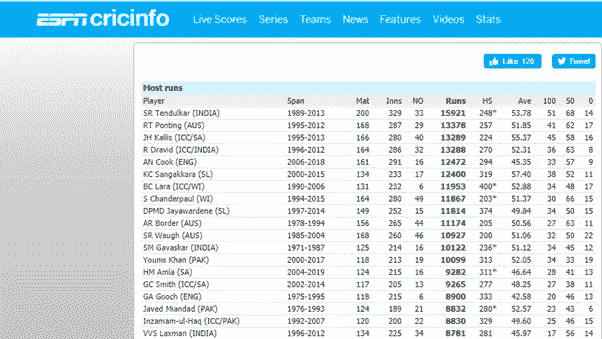 ESPN cricinfo Live Scores Series Teams News Features Videos Stats
Like 120 Tweet
Most runs
Player Span Mat Inns NO Runs HS Ave 100 50 0
SR Tendulkar (INDIA) 1989-2013 200 329 33 15921 248* 53.78 51 68 14
RT Ponting (AUS) 1995-2012 168 287 29 13378 257 51.85 41 62 17
JH Kallis (ICC/SA) 1995-2013 166 280 40 13289 224 55.37 45 58 16
R Dravid (ICC/INDIA) 1996-2012 164 286 32 13288 270 52.31 36 63 8
AN Cook (ENG) 2006-2018 161 291 16 12472 294 45.35 33 57 9
KC Sangakkara (SL) 2000-2015 134 233 17 12400 319 57.40 38 52 11
BC Lara (ICC/WI) 1990-2006 131 232 6 11953 400* 52.88 34 48 17
S Chanderpaul (WI) 1994-2015 164 280 49 11867 203* 51.37 30 66 15
DPMD Jayawardene (SL) 1997-2014 149 252 15 11814 374 49.84 34 50 15
AR Border (AUS) 1978-1994 156 265 44 11174 205 50.56 27 63 11
SR Waugh (AUS) 1985-2004 168 260 46 10927 200 51.06 32 50 22
SM Gavaskar (INDIA) 1971-1987 125 214 16 10122 236* 51.12 34 45 12
Younis Khan (PAK) 2000-2017 118 213 19 10099 313 52.05 34 33 19
HM Amla (SA) 2004-2019 124 215 16 9282 311* 46.64 28 41 13
GC Smith (ICC/SA) 2002-2014 117 205 13 9265 277 48.25 27 38 11
GA Gooch (ENG) 1975-1995 118 215 6 8900 333 42.58 20 46 13
Javed Miandad (PAK) 1976-1993 124 189 21 8832 280* 52.57 23 43 6
Inzamam-ul-Haq (ICC/PAK) 1992-2007 120 200 22 8830 329 49.60 25 46 15
VVS Laxman (INDIA) 1996-2012 134 225 34 8781 281 45.97 17 56 14